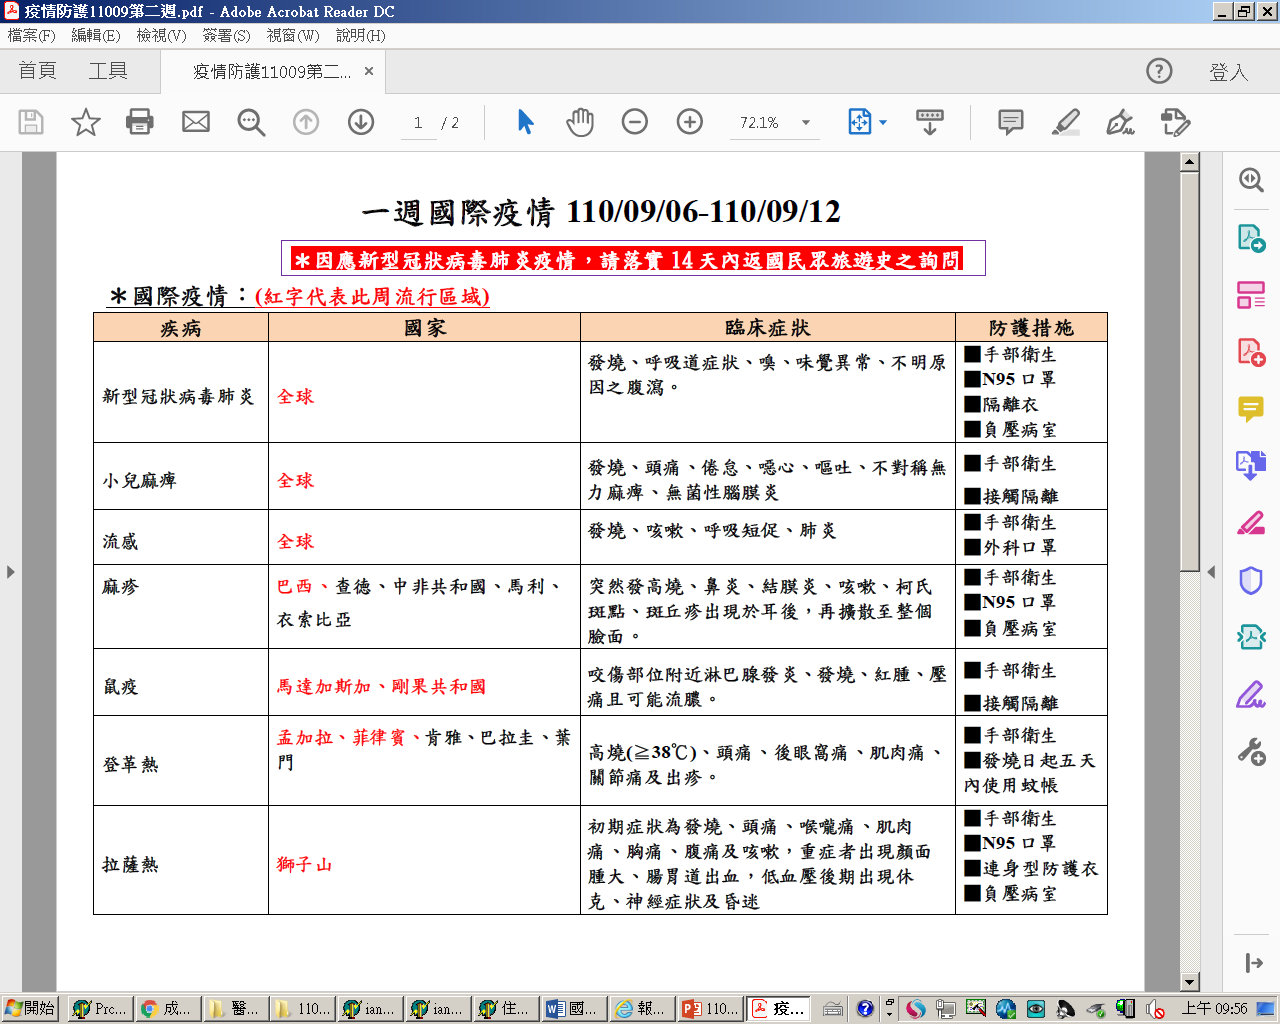 疫情防護11009第二週.pdf - Adobe Acrobat Reader DC
檔案(F) 編輯(E) 檢視(V) 簽署(S) 視窗(W) 說明(H)
首頁 工具 疫情防護11009第二... × 登入
1 / 2 72.1%
一週國際疫情 110/09/06-110/09/12
＊因應新型冠狀病毒肺炎疫情，請落實 14 天內返國民眾旅遊史之詢問
＊國際疫情：(紅字代表此周流行區域)
疾病 國家 臨床症狀 防護措施
新型冠狀病毒肺炎 全球 發燒、呼吸道症狀、嗅、味覺異常、不明原
因之腹瀉。
■手部衛生
■N95 口罩
■隔離衣
■負壓病室
小兒麻痺 全球 發燒、頭痛、倦怠、噁心、嘔吐、不對稱無
力麻痺、無菌性腦膜炎
■手部衛生
■接觸隔離
流感 全球 發燒、咳嗽、呼吸短促、肺炎
■手部衛生
■外科口罩
麻疹 巴西、查德、中非共和國、馬利、
衣索比亞
突然發高燒、鼻炎、結膜炎、咳嗽、柯氏
斑點、斑丘疹出現於耳後，再擴散至整個
臉面。
■手部衛生
■N95 口罩
■負壓病室
鼠疫 馬達加斯加、剛果共和國
咬傷部位附近淋巴腺發炎、發燒、紅腫、壓
痛且可能流膿。
■手部衛生
■接觸隔離
登革熱 孟加拉、菲律賓、肯雅、巴拉圭、葉
門
高燒(≧38℃)、頭痛、後眼窩痛、肌肉痛、
關節痛及出疹。
■手部衛生
■發燒日起五天
內使用蚊帳
拉薩熱 獅子山
初期症狀為發燒、頭痛、喉嚨痛、肌肉
痛、胸痛、腹痛及咳嗽，重症者出現顏面
腫大、腸胃道出血，低血壓後期出現休
克、神經症狀及昏迷
■手部衛生
■N95 口罩
■連身型防護衣
■負壓病室
開始 Prc... 成... 醫... 110... ian... ian... 住... 國... 報... 110... 疫... 上午 09:56